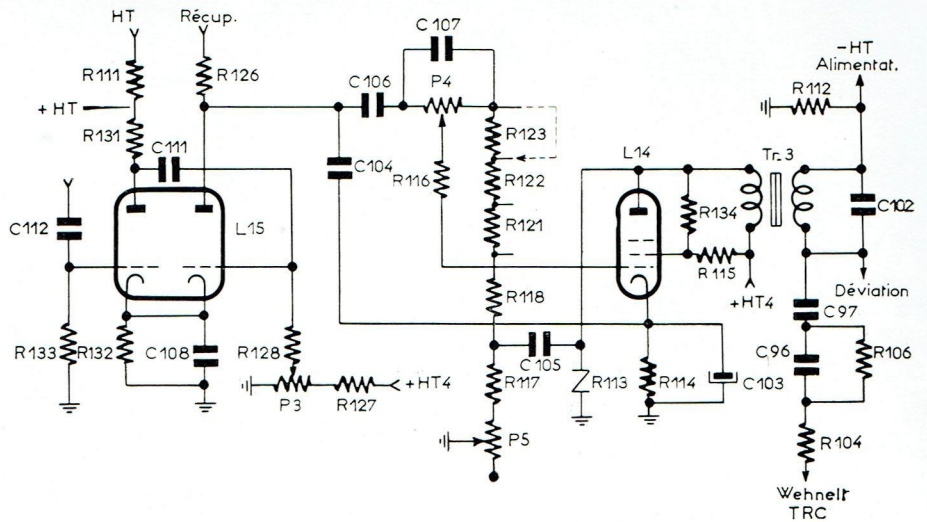 HT
Récup.
C107
-HT
Alimentat.
R111
R126
C106
P4
R112
+ HT
R131
R123
C111
C104
L14
Tr.3
R116
R122
C112
L15
R121
R134
C102
R115
R118
+HT4
Déviation
C97
R133
R132
C108
R128
C105
C96
R106
R113
R114
C103
+HT4
R117
P3
R127
P5
R104
Wehnelt
TRC